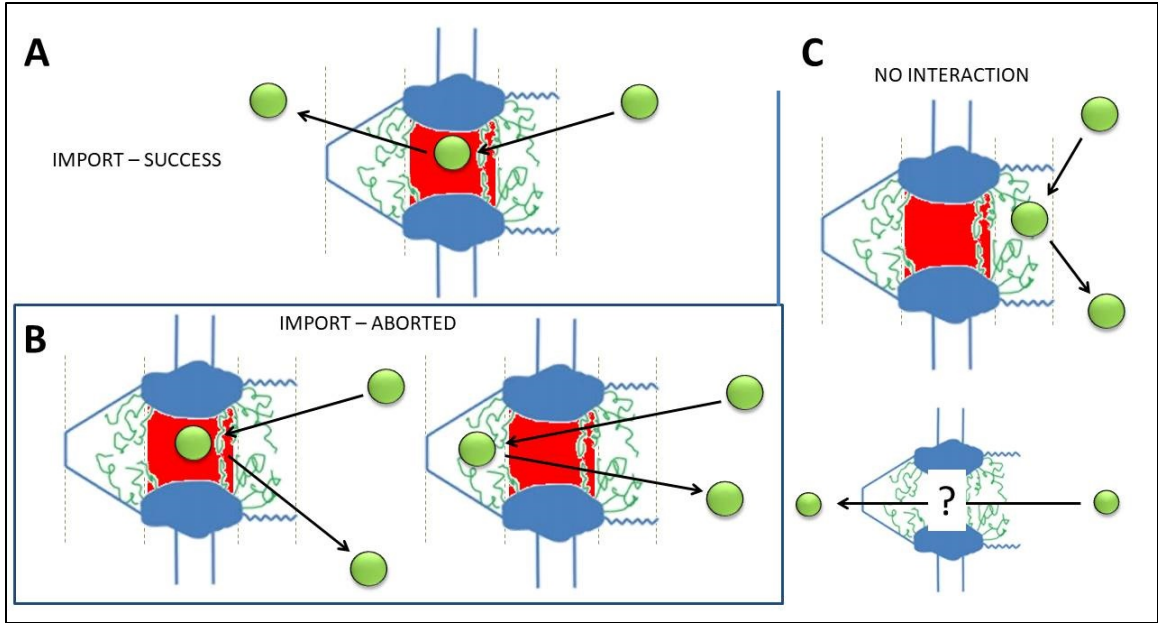 A
IMPORT – SUCCESS
B
IMPORT – ABORTED
C
NO INTERACTION
?